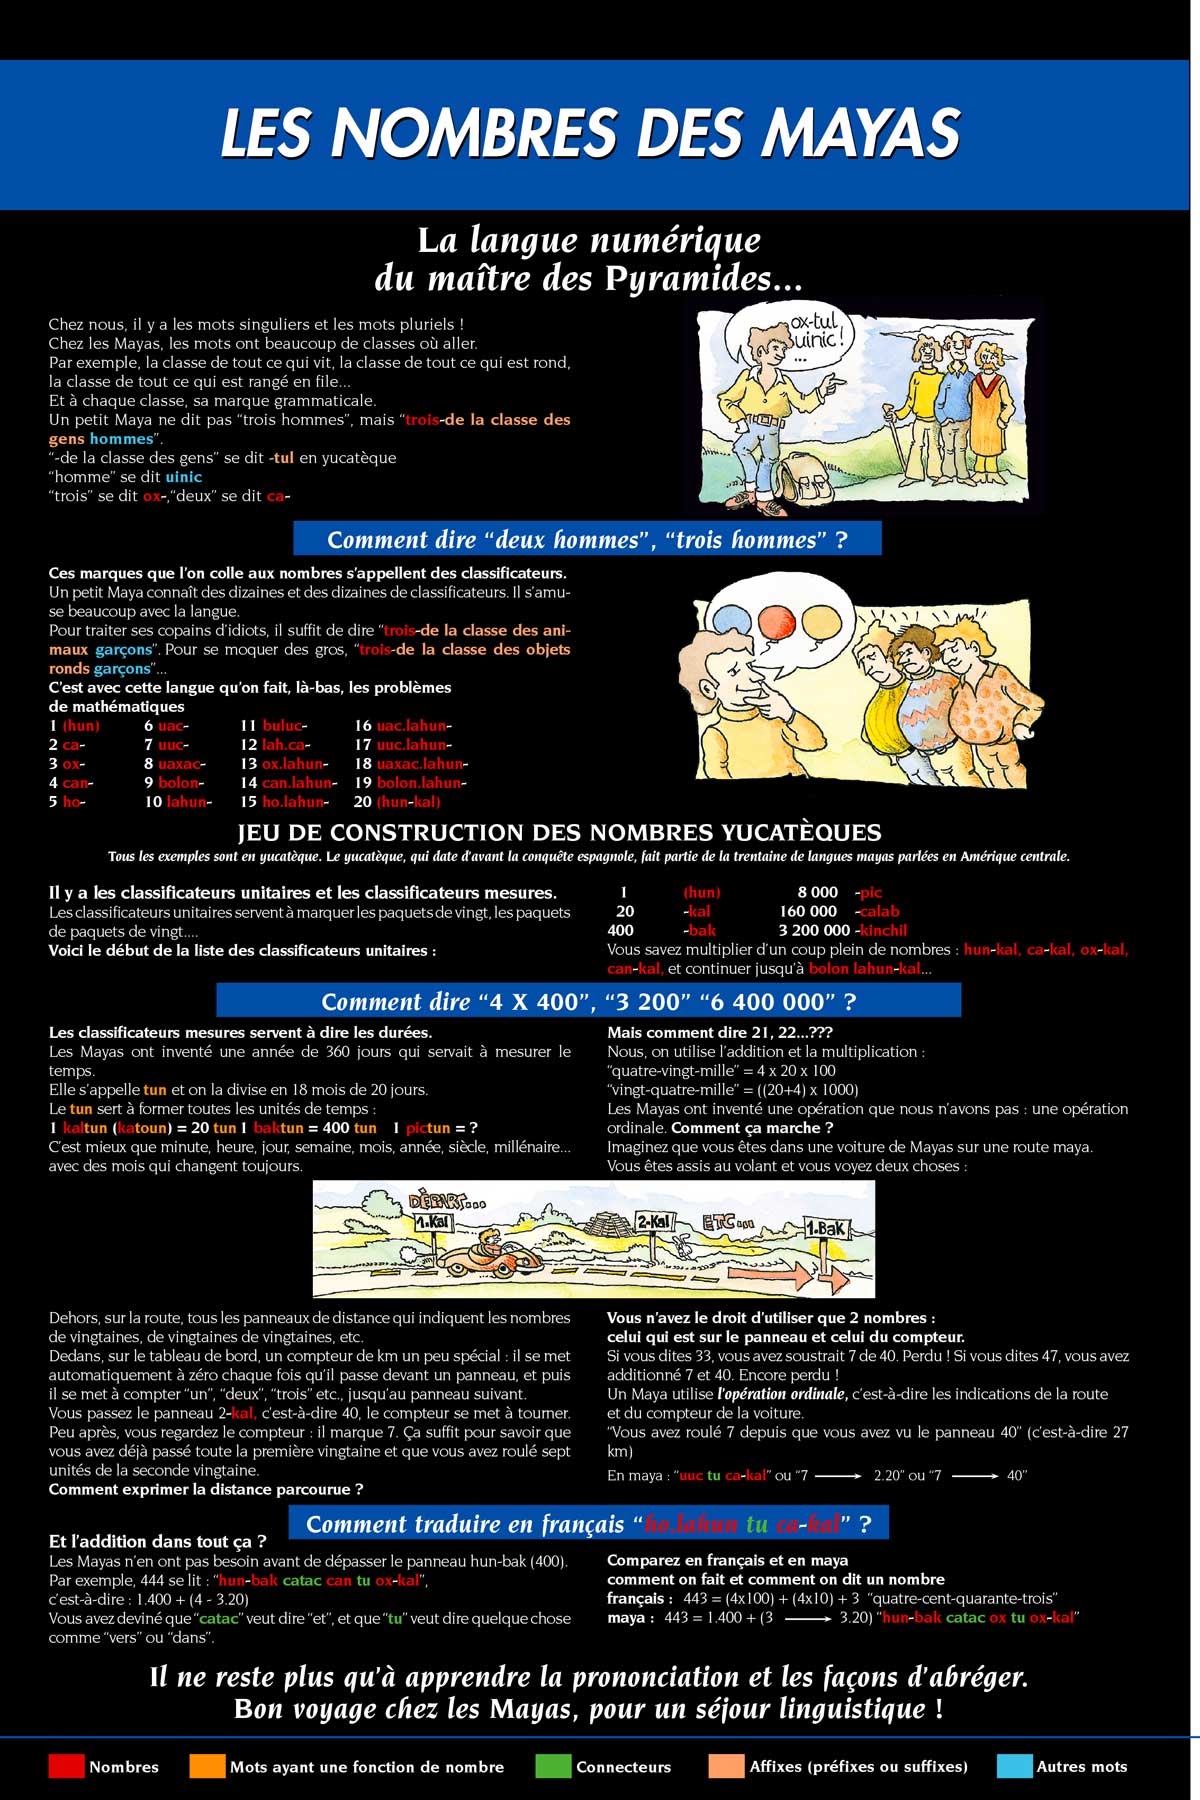 LES NOMBRES DES MAYAS
La langue numérique
du maître des Pyramides...
Chez nous, il y a les mots singuliers et les mots pluriels !
Chez les Mayas, les mots ont beaucoup de classes où aller.
Par exemple, la classe de tout ce qui vit, la classe de tout ce qui est rond,
la classe de tout ce qui est rangé en file...
Et à chaque classe, sa marque grammaticale.
Un petit Maya ne dit pas “trois hommes”, mais “trois-de la classe des
gens hommes”.
“-de la classe des gens” se dit -tul en yucatèque
“homme” se dit uinic
“trois” se dit ox-,“deux” se dit ca-
ox-tul
uinic !
...
Comment dire “deux hommes”, “trois hommes” ?
Ces marques que l’on colle aux nombres s’appellent des classificateurs.
Un petit Maya connaît des dizaines et des dizaines de classificateurs. Il s’amu-
se beaucoup avec la langue.
Pour traiter ses copains d’idiots, il suffit de dire “trois-de la classe des ani-
maux garçons”. Pour se moquer des gros, “trois-de la classe des objets
ronds garçons”...
C’est avec cette langue qu’on fait, là-bas, les problèmes
de mathématiques
1 (hun) 6 uac- 11 buluc- 16 uac.lahun-
2 ca- 7 uuc- 12 lah.ca- 17 uuc.lahun-
3 ox- 8 uaxac- 13 ox.lahun- 18 uaxac.lahun-
4 can- 9 bolon- 14 can.lahun- 19 bolon.lahun-
5 ho- 10 lahun- 15 ho.lahun- 20 (hun-kal)
JEU DE CONSTRUCTION DES NOMBRES YUCATÈQUES
Tous les exemples sont en yucatèque. Le yucatèque, qui date d’avant la conquête espagnole, fait partie de la trentaine de langues mayas parlées en Amérique centrale.
Il y a les classificateurs unitaires et les classificateurs mesures.
Les classificateurs unitaires servent à marquer les paquets de vingt, les paquets
de paquets de vingt....
Voici le début de la liste des classificateurs unitaires :
1 (hun) 8 000 -pic
20 -kal 160 000 -calab
400 -bak 3 200 000 -kinchil
Vous savez multiplier d’un coup plein de nombres : hun-kal, ca-kal, ox-kal,
can-kal, et continuer jusqu’à bolon lahun-kal...
Comment dire “4 X 400”, “3 200” “6 400 000” ?
Les classificateurs mesures servent à dire les durées.
Les Mayas ont inventé une année de 360 jours qui servait à mesurer le
temps.
Elle s’appelle tun et on la divise en 18 mois de 20 jours.
Le tun sert à former toutes les unités de temps :
1 kaltun (katoun) = 20 tun 1 baktun = 400 tun 1 pictun = ?
C’est mieux que minute, heure, jour, semaine, mois, année, siècle, millénaire...
avec des mois qui changent toujours.
Mais comment dire 21, 22...???
Nous, on utilise l’addition et la multiplication :
“quatre-vingt-mille” = 4 x 20 x 100
“vingt-quatre-mille” = ((20+4) x 1000)
Les Mayas ont inventé une opération que nous n’avons pas : une opération
ordinale. Comment ça marche ?
Imaginez que vous êtes dans une voiture de Mayas sur une route maya.
Vous êtes assis au volant et vous voyez deux choses :
DÉPART...
1.Kal
2-Kal
ETC...
1.BaK
Dehors, sur la route, tous les panneaux de distance qui indiquent les nombres
de vingtaines, de vingtaines de vingtaines, etc.
Dedans, sur le tableau de bord, un compteur de km un peu spécial : il se met
automatiquement à zéro chaque fois qu’il passe devant un panneau, et puis
il se met à compter “un”, “deux”, “trois” etc., jusqu’au panneau suivant.
Vous passez le panneau 2-kal, c’est-à-dire 40, le compteur se met à tourner.
Peu après, vous regardez le compteur : il marque 7. Ça suffit pour savoir que
vous avez déjà passé toute la première vingtaine et que vous avez roulé sept
unités de la seconde vingtaine.
Comment exprimer la distance parcourue ?
Vous n’avez le droit d’utiliser que 2 nombres :
celui qui est sur le panneau et celui du compteur.
Si vous dites 33, vous avez soustrait 7 de 40. Perdu ! Si vous dites 47, vous avez
additionné 7 et 40. Encore perdu !
Un Maya utilise l’opération ordinale, c’est-à-dire les indications de la route
et du compteur de la voiture.
“Vous avez roulé 7 depuis que vous avez vu le panneau 40” (c’est-à-dire 27
km)
En maya : “uuc tu ca-kal” ou “7 ⟶ 2.20” ou “7 ⟶ 40”
Comment traduire en français “ho.lahun tu ca-kal” ?
Et l’addition dans tout ça ?
Les Mayas n’en ont pas besoin avant de dépasser le panneau hun-bak (400).
Par exemple, 444 se lit : “hun-bak catac can tu ox-kal”,
c’est-à-dire : 1.400 + (4 - 3.20)
Vous avez deviné que “catac” veut dire “et”, et que “tu” veut dire quelque chose
comme “vers” ou “dans”.
Comparez en français et en maya
comment on fait et comment on dit un nombre
français : 443 = (4x100) + (4x10) + 3 “quatre-cent-quarante-trois”
maya : 443 = 1.400 + (3 ⟶ 3.20) “hun-bak catac ox tu ox-kal”
Il ne reste plus qu’à apprendre la prononciation et les façons d’abréger.
Bon voyage chez les Mayas, pour un séjour linguistique !
Nombres Mots ayant une fonction de nombre Connecteurs Affixes (préfixes ou suffixes) Autres mots